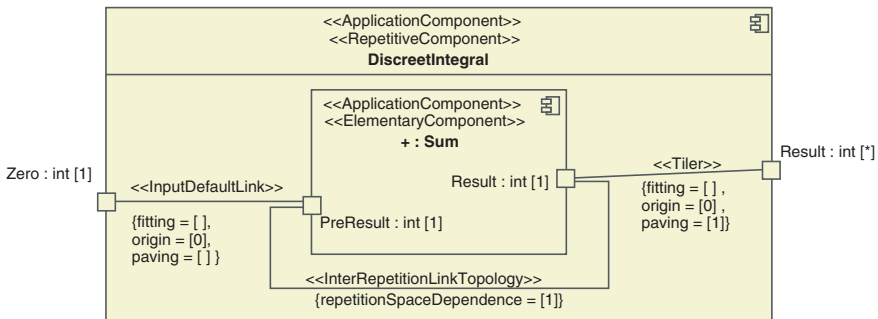 <<ApplicationComponent>>
<<RepetitiveComponent>>
DiscreetIntegral
<<ApplicationComponent>>
<<ElementaryComponent>>
+ : Sum
Zero : int [1]
<<InputDefaultLink>>
{fitting = [ ],
origin = [0],
paving = [ ] }
PreResult : int [1]
Result : int [1]
<<Tiler>>
{fitting = [ ] ,
origin = [0] ,
paving = [1]}
Result : int [*]
<<InterRepetitionLinkTopology>>
{repetitionSpaceDependence = [1]}